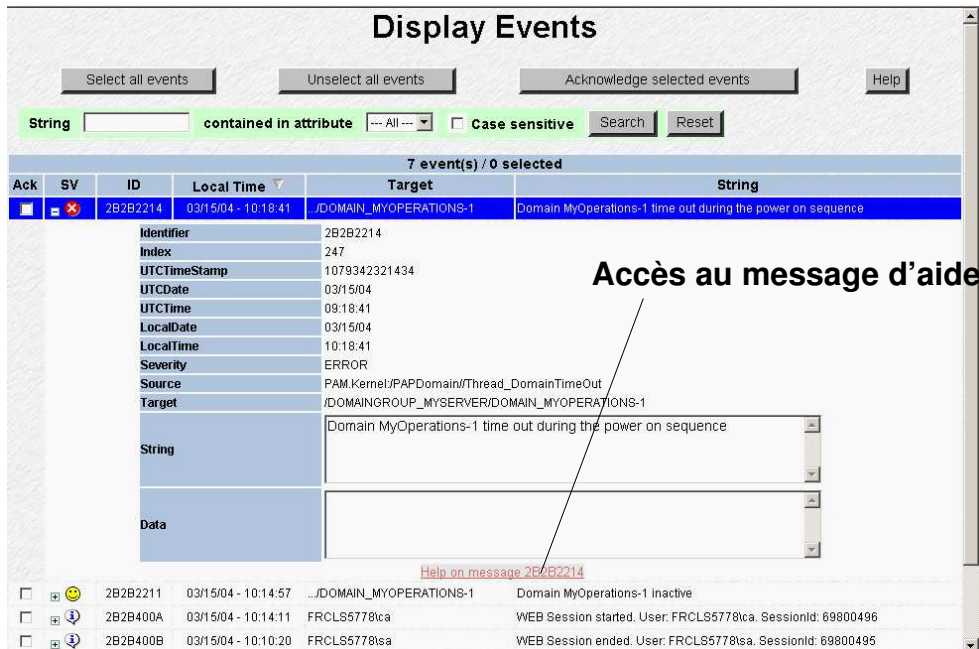 Display Events
Select all events Unselect all events Acknowledge selected events Help
String contained in attribute --- All --- Case sensitive Search Reset
7 event(s) / 0 selected
Ack SV ID Local Time Target String
2B2B2214 03/15/04 - 10:18:41 .../DOMAIN_MYOPERATIONS-1 Domain MyOperations-1 time out during the power on sequence
Identifier 2B2B2214
Index 247
UTCTimeStamp 1079342321434
Accès au message d'aide
UTCDate 03/15/04
UTCTime 09:18:41
LocalDate 03/15/04
LocalTime 10:18:41
Severity ERROR
Source PAM.Kernel:/PAPDomain//Thread_DomainTimeOut
Target /DOMAINGROUP_MYSERVER/DOMAIN_MYOPERATIONS-1
String Domain MyOperations-1 time out during the power on sequence
Data
Help on message 2B2B2214
2B2B2211 03/15/04 - 10:14:57 .../DOMAIN_MYOPERATIONS-1 Domain MyOperations-1 inactive
2B2B400A 03/15/04 - 10:14:11 FRCLS5778\ca WEB Session started. User: FRCLS5778\ca. SessionId: 69800496
2B2B400B 03/15/04 - 10:10:20 FRCLS5778\sa WEB Session ended. User: FRCLS5778\sa. SessionId: 69800495